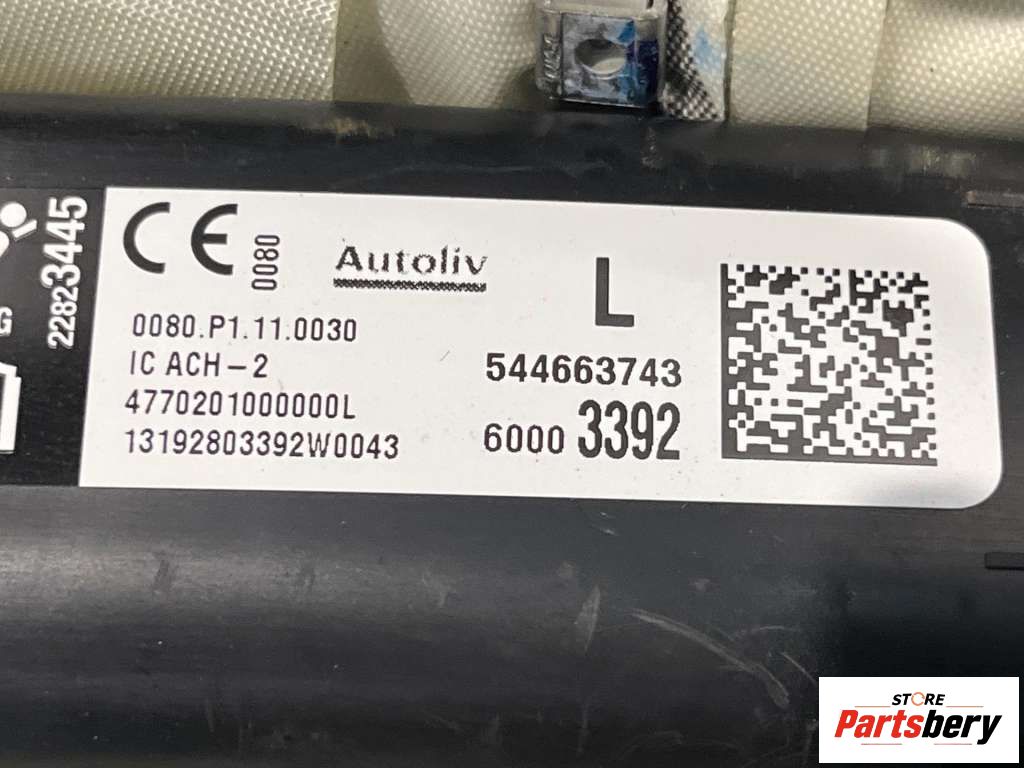 22823445
G
CE
0080
Autoliv
L
0080.P1.11.0030
IC ACH-2
544663743
4770201000000L
13192803392W0043
6000 3392
STORE
Partsbery